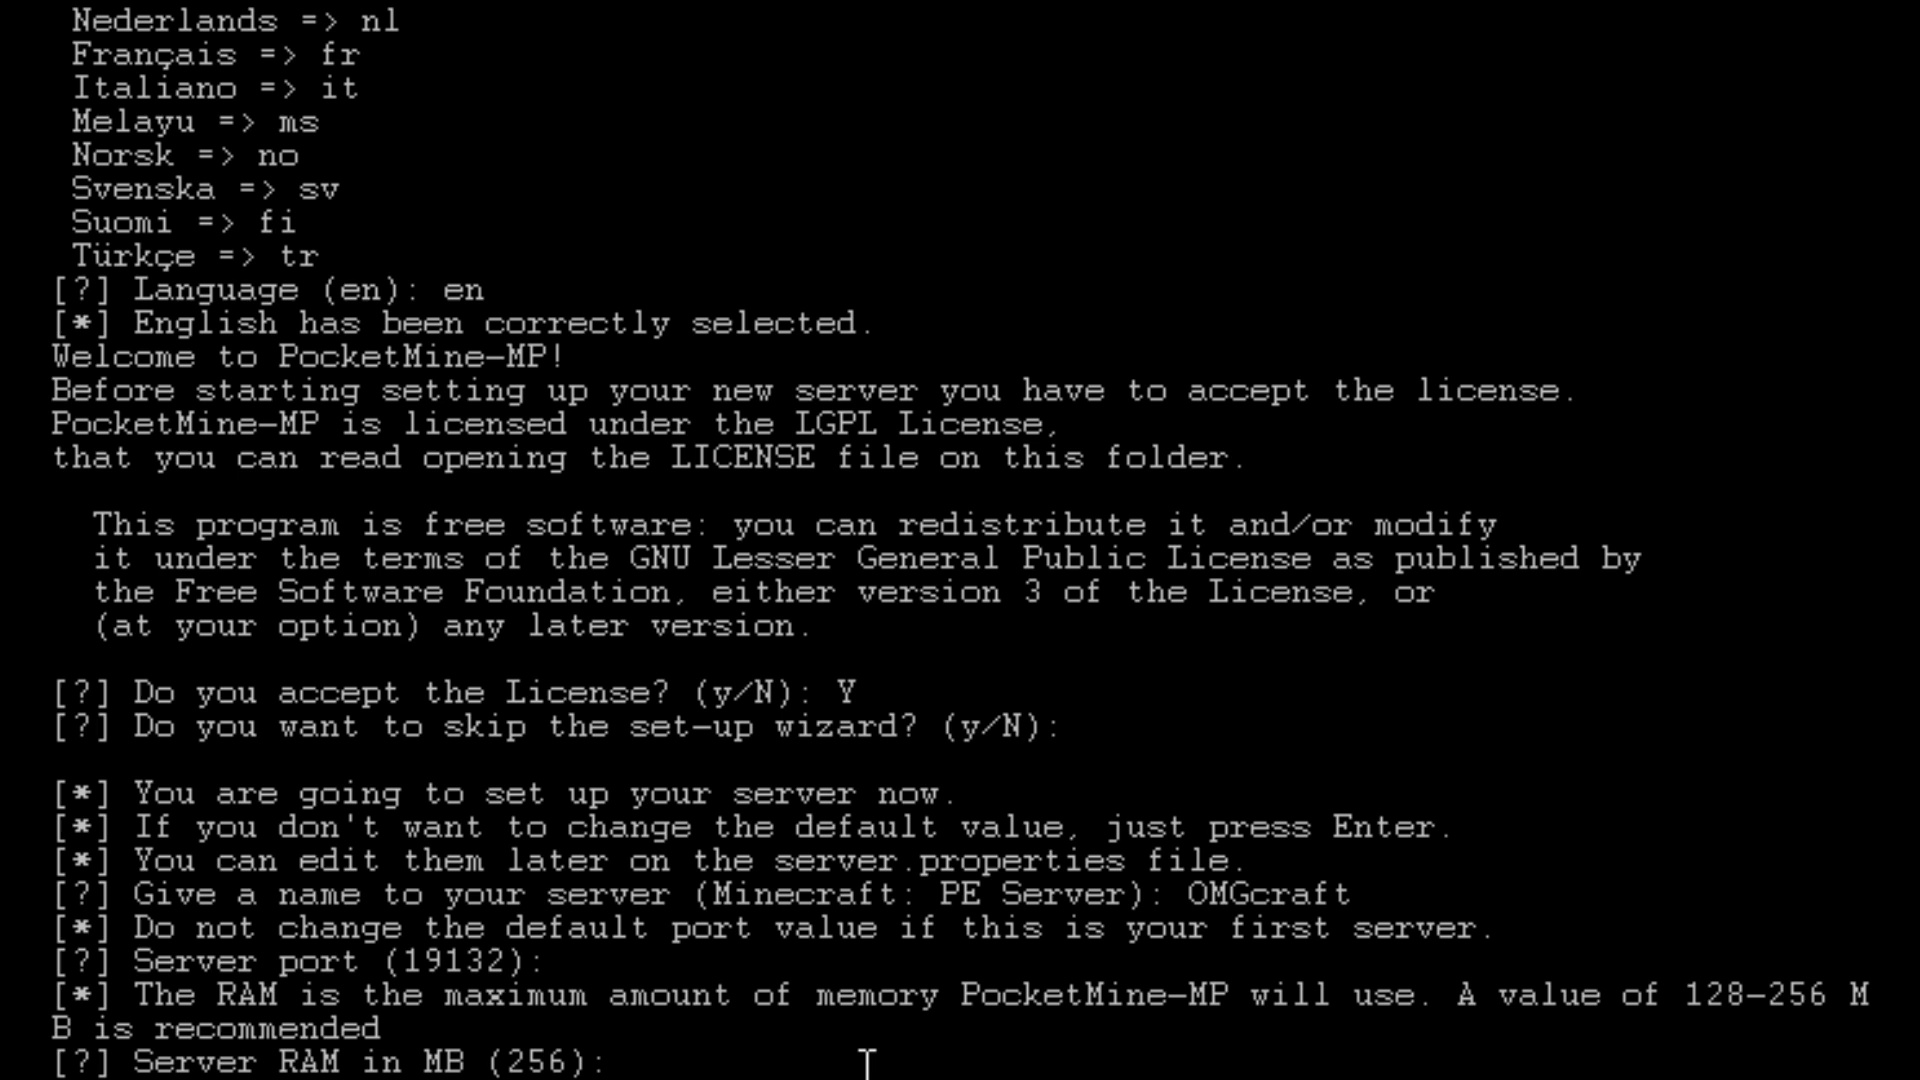 Nederlands => nl
Français => fr
Italiano => it
Melayu => ms
Norsk => no
Svenska => sv
Suomi => fi
Türkçe => tr
[?] Language (en): en
[*] English has been correctly selected.
Welcome to PocketMine-MP!
Before starting setting up your new server you have to accept the license.
PocketMine-MP is licensed under the LGPL License,
that you can read opening the LICENSE file on this folder.
This program is free software: you can redistribute it and/or modify
it under the terms of the GNU Lesser General Public License as published by
the Free Software Foundation, either version 3 of the License, or
(at your option) any later version.
[?] Do you accept the License? (y/N): Y
[?] Do you want to skip the set-up wizard? (y/N):
[*] You are going to set up your server now.
[*] If you don't want to change the default value, just press Enter.
[*] You can edit them later on the server.properties file.
[?] Give a name to your server (Minecraft: PE Server): OMGcraft
[*] Do not change the default port value if this is your first server.
[?] Server port (19132):
[*] The RAM is the maximum amount of memory PocketMine-MP will use. A value of 128-256 M
B is recommended
[?] Server RAM in MB (256):